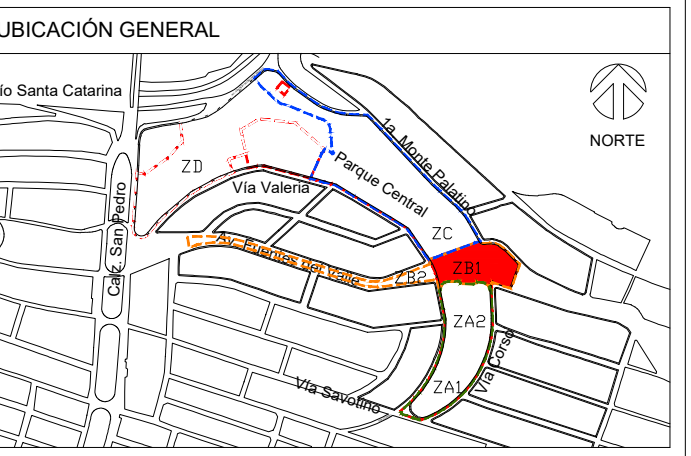 UBICACIÓN GENERAL
ío Santa Catarina
NORTE
1a. Monte Palatino
ZD
Parque Central
Vía Valeria
Calz. San Pedro
ZC
Av. Fuentes del Valle
ZB2
ZB1
ZA2
Vía Corso
ZA1
Vía Savotino